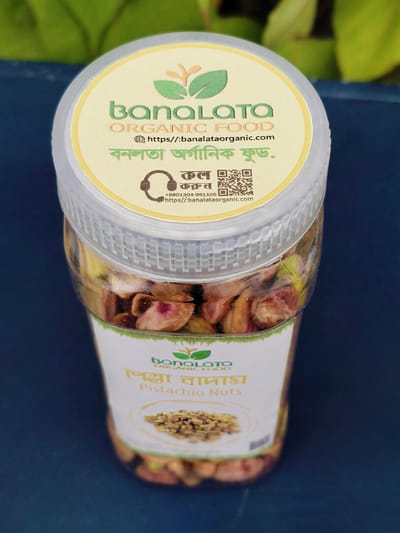 BANALATA
ORGANIC FOOD
https//:banalataorganic.com
বনলতা অর্গানিক ফুড.
কল
করুন
https//:banalataorganic.com
BANALATA
ORGANIC FOOD
পেস্তা বাদাম
Pistachio Nuts